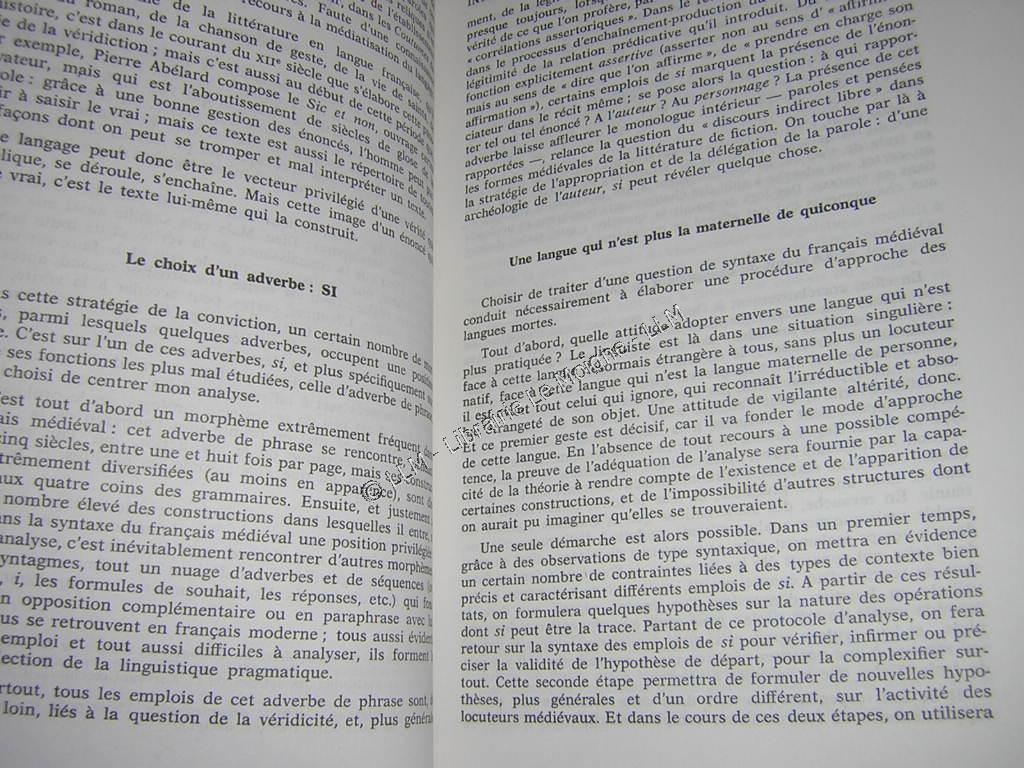 roman, de la chanson de geste, de la vie de saint,
histoire, c'est dans le courant du XIIe siècle que s'élabore cette
de la véridiction ; mais c'est aussi au début de cette période
exemple, Pierre Abélard compose le Sic et non, ouvrage
vateur, mais qui est l'aboutissement de siècles de glose
ole : grâce à une bonne gestion des énoncés, l'homme peut
ir à saisir le vrai ; mais ce texte est aussi le répertoire de
façons dont on peut se tromper et mal interpréter un texte.
e langage peut donc être le vecteur privilégié d'une vérité
lique, se déroule, s'enchaîne. Mais cette image d'un énoncé
vrai, c'est le texte lui-même qui la construit.
Le choix d'un adverbe : SI
s cette stratégie de la conviction, un certain nombre de
, parmi lesquels quelques adverbes, occupent une
e. C'est sur l'un de ces adverbes, si, et plus spécifiquement
ses fonctions les plus mal étudiées, celle d'adverbe de
choisi de centrer mon analyse.
est tout d'abord un morphème extrêmement fréquent
ais médiéval : cet adverbe de phrase se rencontre
cinq siècles, entre une et huit fois par page, mais
trêmement diversifiées (au moins en apparence), sont
aux quatre coins des grammaires. Ensuite, et justement
nombre élevé des constructions dans lesquelles il entre,
ans la syntaxe du français médiéval une position privilégiée
analyse, c'est inévitablement rencontrer d'autres
yntagmes, tout un nuage d'adverbes et de séquences
, i, les formules de souhait, les réponses, etc.) qui
n opposition complémentaire ou en paraphrase avec
us se retrouvent en français moderne ; tous aussi
emploi et tout aussi difficiles à analyser, ils forment
lection de la linguistique pragmatique.
rtout, tous les emplois de cet adverbe de phrase sont,
loin, liés à la question de la véridicité, et, plus
presque toujours, lorsqu'
vérité de ce que l'on profère, par
« corrélations assertoriques ». Dans le
dans le processus d'enchaînement-production du
légitimité de la relation prédicative qu'il introduit. Du
fonction explicitement assertive (asserter non au sens d' « affirmer
mais au sens de « dire que l'on affirme », de « prendre en charge son
affirmation »), certains emplois de si marquent la présence de l'énon-
ciateur dans le récit même ; se pose alors la question : à qui rappor-
ter tel ou tel énoncé ? A l'auteur ? Au personnage ? La présence de cet
adverbe laisse affleurer le monologue intérieur — paroles et pensées
rapportées —, relance la question du « discours indirect libre » dans
les formes médiévales de la littérature de fiction. On touche par là à
la stratégie de l'appropriation et de la délégation de la parole : d'une
archéologie de l'auteur, si peut révéler quelque chose.
Une langue qui n'est plus la maternelle de quiconque
Choisir de traiter d'une question de syntaxe du français médiéval
conduit nécessairement à élaborer une procédure d'approche des
langues mortes.
Tout d'abord, quelle attitude adopter envers une langue qui n'est
plus pratiquée ? Le linguiste est là dans une situation singulière :
face à cette langue désormais étrangère à tous, sans plus un locuteur
natif, face à cette langue qui n'est la langue maternelle de personne,
il est avant tout celui qui ignore, qui reconnaît l'irréductible et abso-
lue étrangeté de son objet. Une attitude de vigilante altérité, donc.
Et ce premier geste est décisif, car il va fonder le mode d'approche
de cette langue. En l'absence de tout recours à une possible compé-
tence, la preuve de l'adéquation de l'analyse sera fournie par la capa-
cité de la théorie à rendre compte de l'existence et de l'apparition de
certaines constructions, et de l'impossibilité d'autres structures dont
on aurait pu imaginer qu'elles se trouveraient.
Une seule démarche est alors possible. Dans un premier temps,
grâce à des observations de type syntaxique, on mettra en évidence
un certain nombre de contraintes liées à des types de contexte bien
précis et caractérisant différents emplois de si. A partir de ces résul-
tats, on formulera quelques hypothèses sur la nature des opérations
dont si peut être la trace. Partant de ce protocole d'analyse, on fera
retour sur la syntaxe des emplois de si pour vérifier, infirmer ou pré-
ciser la validité de l'hypothèse de départ, pour la complexifier sur-
tout. Cette seconde étape permettra de formuler de nouvelles hypo-
thèses, plus générales et d'un ordre différent, sur l'activité des
locuteurs médiévaux. Et dans le cours de ces deux étapes, on utilisera
© LLM - Librairie Le Moigne - LLM